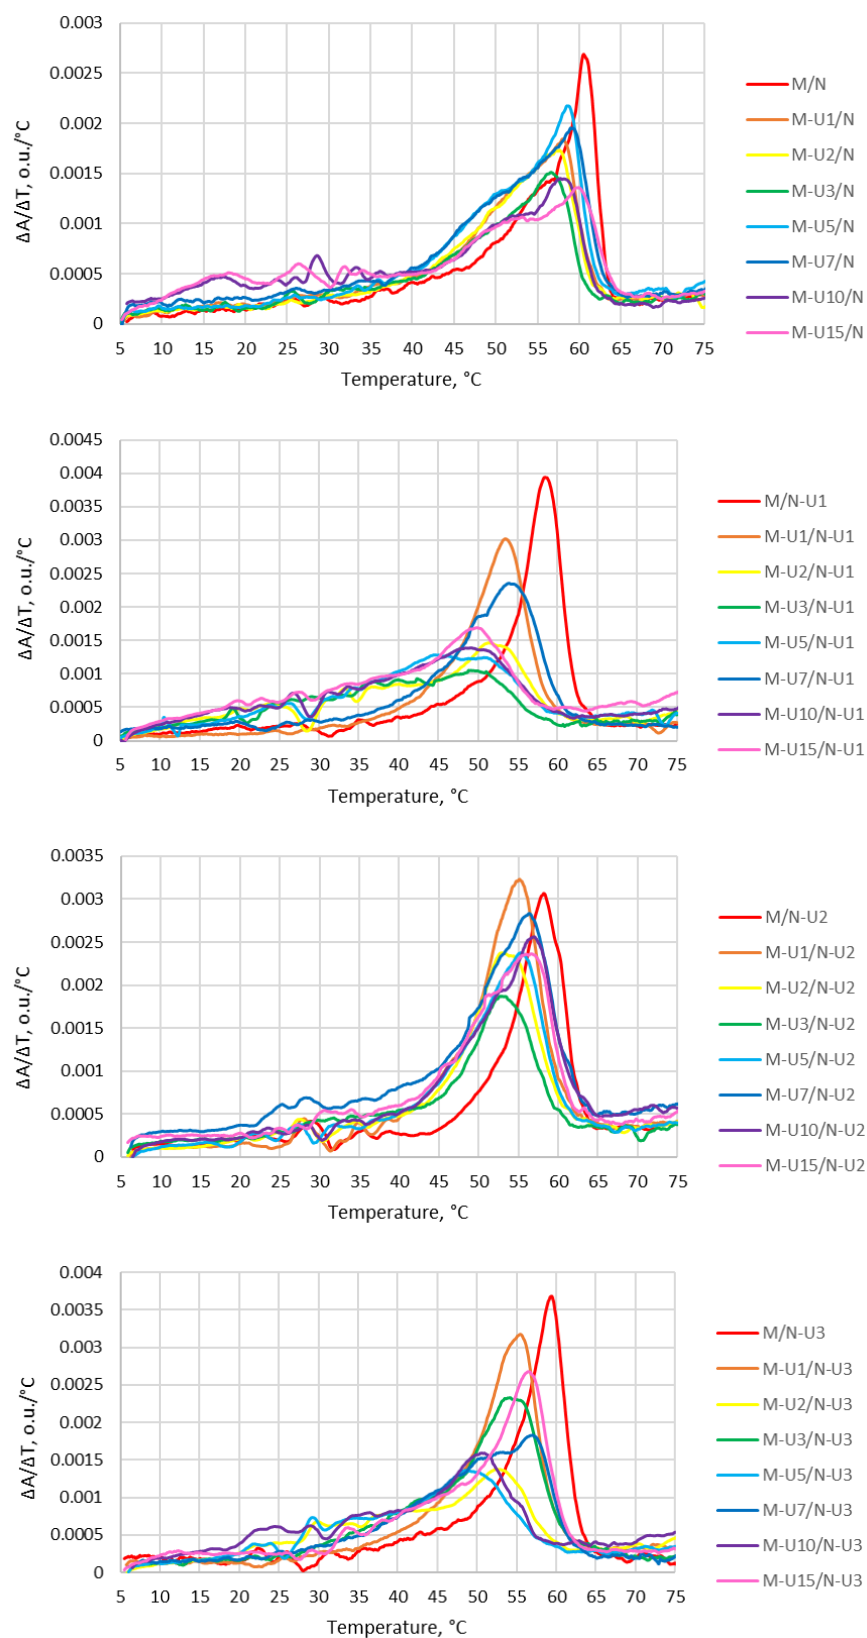 ΔA/ΔT, o.u./°C
0.003
0.0025
0.002
0.0015
0.001
0.0005
0
5 10 15 20 25 30 35 40 45 50 55 60 65 70 75
Temperature, °C
M/N
M-U1/N
M-U2/N
M-U3/N
M-U5/N
M-U7/N
M-U10/N
M-U15/N
ΔA/ΔT, o.u./°C
0.0045
0.004
0.0035
0.003
0.0025
0.002
0.0015
0.001
0.0005
0
5 10 15 20 25 30 35 40 45 50 55 60 65 70 75
Temperature, °C
M/N-U1
M-U1/N-U1
M-U2/N-U1
M-U3/N-U1
M-U5/N-U1
M-U7/N-U1
M-U10/N-U1
M-U15/N-U1
ΔA/ΔT, o.u./°C
0.0035
0.003
0.0025
0.002
0.0015
0.001
0.0005
0
5 10 15 20 25 30 35 40 45 50 55 60 65 70 75
Temperature, °C
M/N-U2
M-U1/N-U2
M-U2/N-U2
M-U3/N-U2
M-U5/N-U2
M-U7/N-U2
M-U10/N-U2
M-U15/N-U2
ΔA/ΔT, o.u./°C
0.004
0.0035
0.003
0.0025
0.002
0.0015
0.001
0.0005
0
5 10 15 20 25 30 35 40 45 50 55 60 65 70 75
Temperature, °C
M/N-U3
M-U1/N-U3
M-U2/N-U3
M-U3/N-U3
M-U5/N-U3
M-U7/N-U3
M-U10/N-U3
M-U15/N-U3